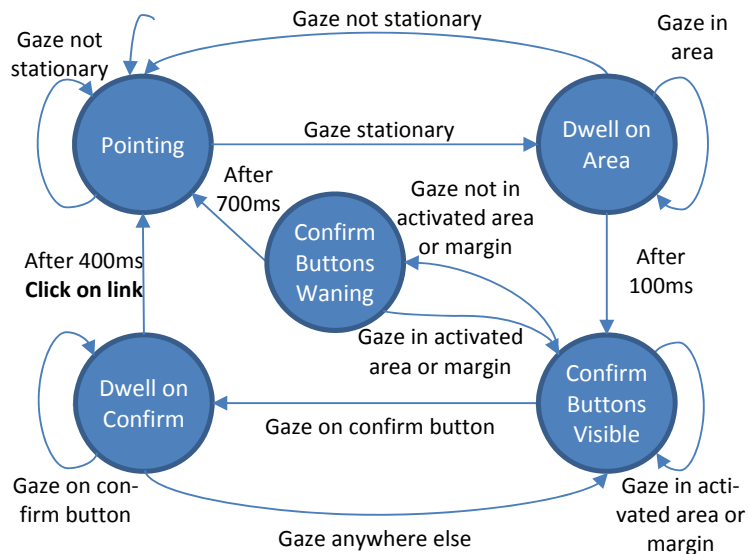 Gaze not stationary
Gaze not
stationary
Gaze in
area
Pointing
Gaze stationary
Dwell on
Area
After
700ms
Gaze not in
activated area
or margin
Confirm
Buttons
Waning
After 400ms
Click on link
After
100ms
Gaze in activated
area or margin
Dwell on
Confirm
Confirm
Buttons
Visible
Gaze on confirm button
Gaze on con-
firm button
Gaze in acti-
vated area or
margin
Gaze anywhere else